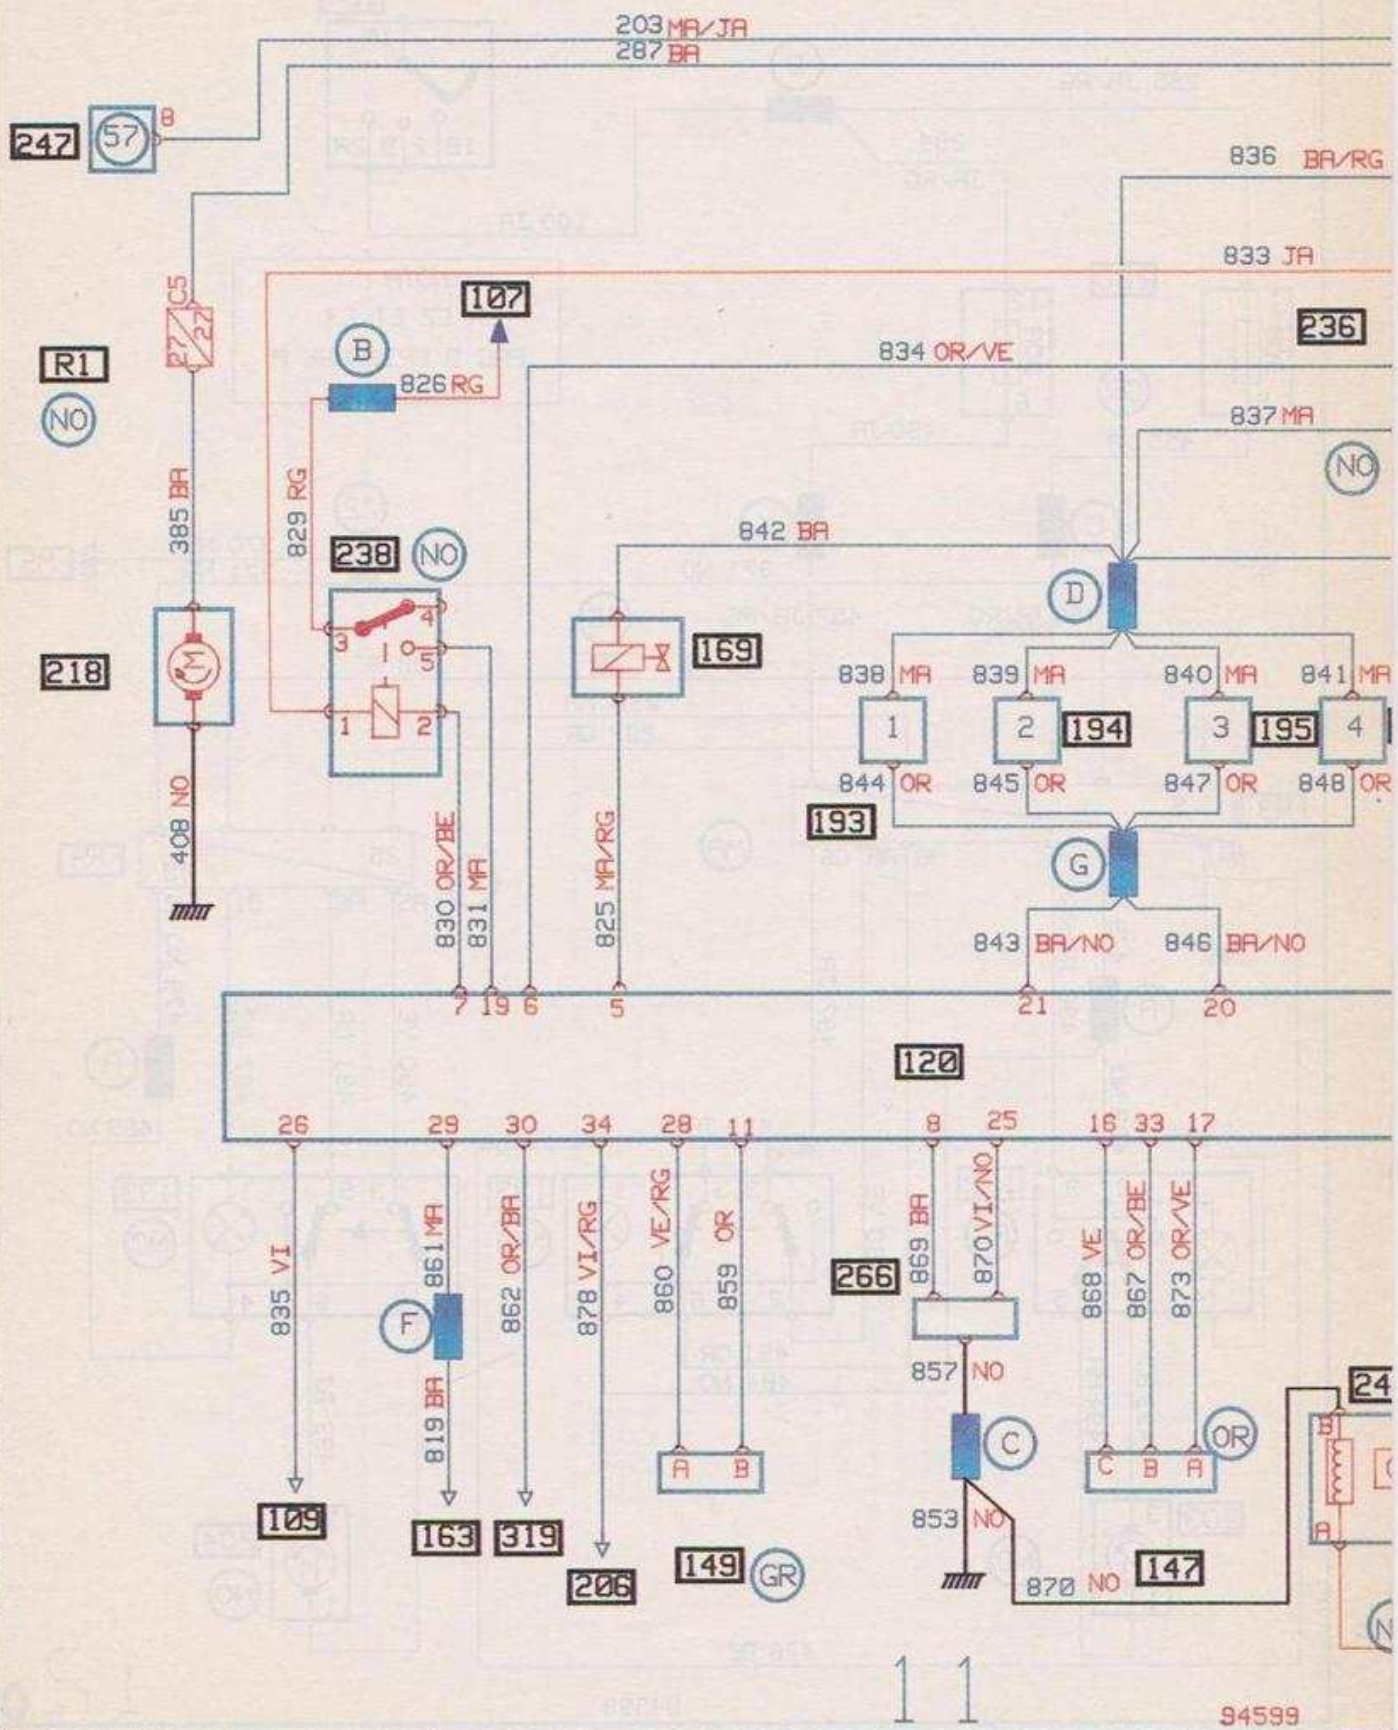 203 MA/JA
287 BA
247
57
8
836 BA/RG
833 JA
C5
27
27
107
236
R1
B
834 OR/VE
826 RG
NO
837 MA
NO
385 BA
829 RG
842 BA
238
NO
D
4
3
5
1
2
218
M
169
838 MA
839 MA
840 MA
841 MA
1
2
194
3
195
4
844 OR
845 OR
847 OR
848 OR
193
G
408 NO
830 OR/BE
831 MA
825 MA/RG
843 BA/NO
846 BA/NO
7
19
6
5
21
20
120
26
29
30
34
28
11
8
25
16
33
17
835 VI
861 MA
862 OR/BA
878 VI/RG
860 VE/RG
859 OR
869 BA
870 VI/NO
868 VE
867 OR/BE
873 OR/VE
266
F
819 BA
857 NO
24
C
OR
B
A
A
B
C
B
A
109
163
319
853 NO
206
149
GR
870 NO
147
N
11
94599